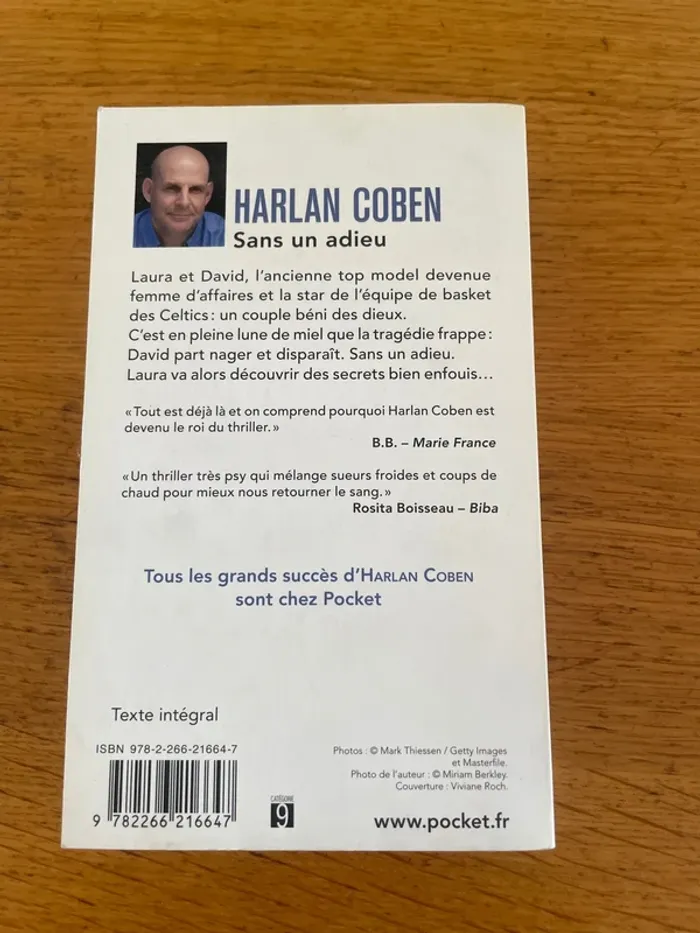 HARLAN COBEN
Sans un adieu
Laura et David, l'ancienne top model devenue
femme d'affaires et la star de l'équipe de basket
des Celtics : un couple béni des dieux.
C'est en pleine lune de miel que la tragédie frappe :
David part nager et disparaît. Sans un adieu.
Laura va alors découvrir des secrets bien enfouis...
« Tout est déjà là et on comprend pourquoi Harlan Coben est
devenu le roi du thriller. »
B.B. – Marie France
« Un thriller très psy qui mélange sueurs froides et coups de
chaud pour mieux nous retourner le sang. »
Rosita Boisseau – Biba
Tous les grands succès d'HARLAN COBEN
sont chez Pocket
Texte intégral
ISBN 978-2-266-21664-7
9 782266 216647
CATÉGORIE
9
Photos : © Mark Thiessen / Getty Images
et Masterfile.
Photo de l'auteur : © Miriam Berkley.
Couverture : Viviane Roch.
www.pocket.fr